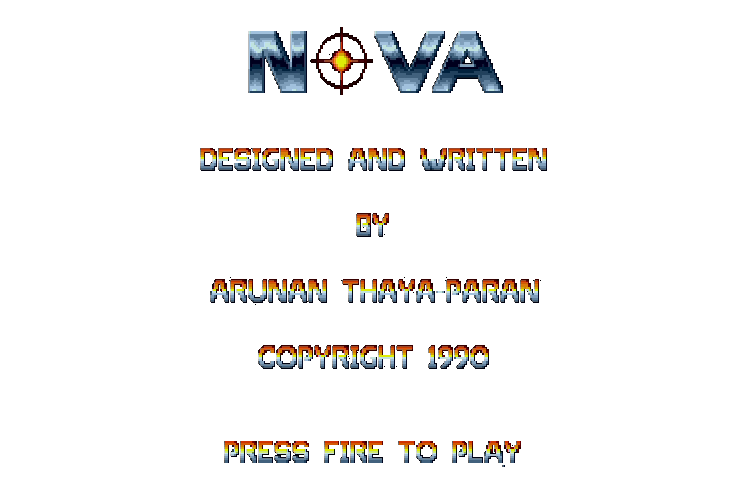 NOVA
DESIGNED AND WRITTEN
BY
ARUNAN THAYA-PARAN
COPYRIGHT 1990
PRESS FIRE TO PLAY